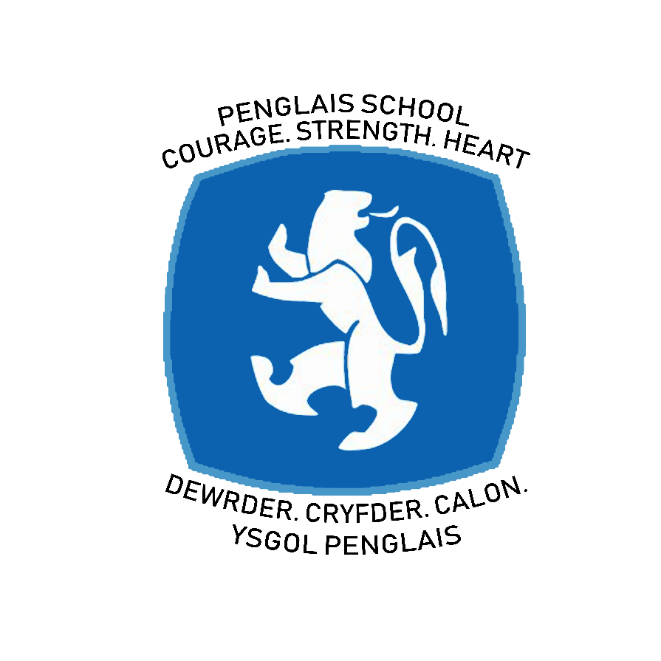 PENGLAIS SCHOOL
COURAGE. STRENGTH. HEART
DEWRDER. CRYFDER. CALON.
YSGOL PENGLAIS